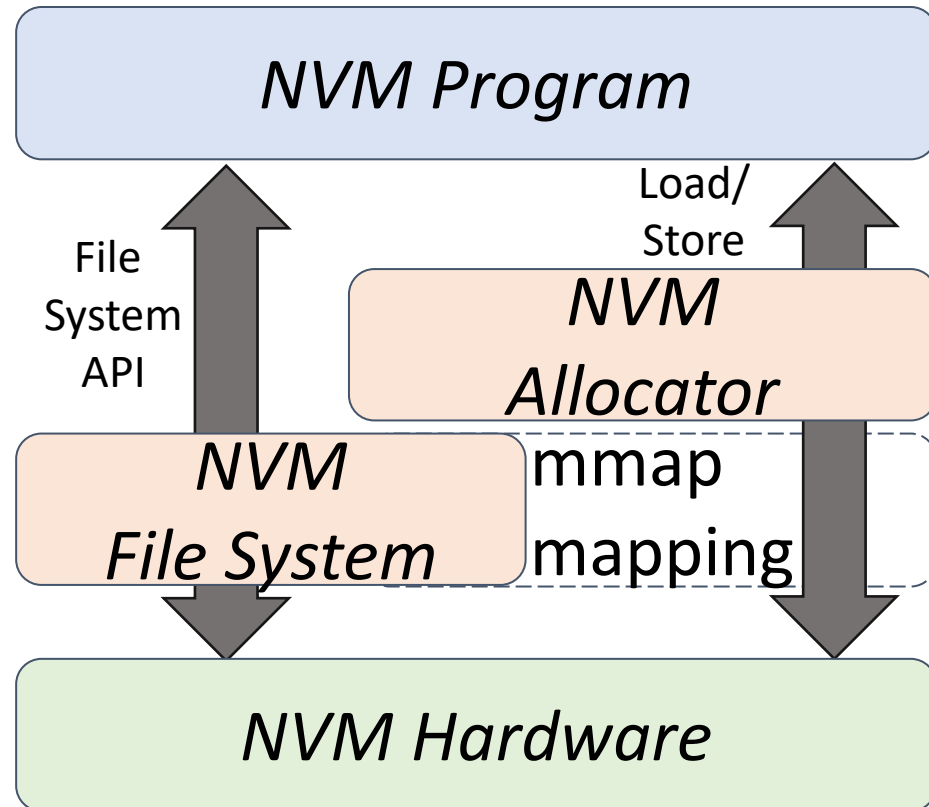 NVM Program
File
System
API
Load/
Store
NVM
Allocator
NVM
File System
mmap
mapping
NVM Hardware